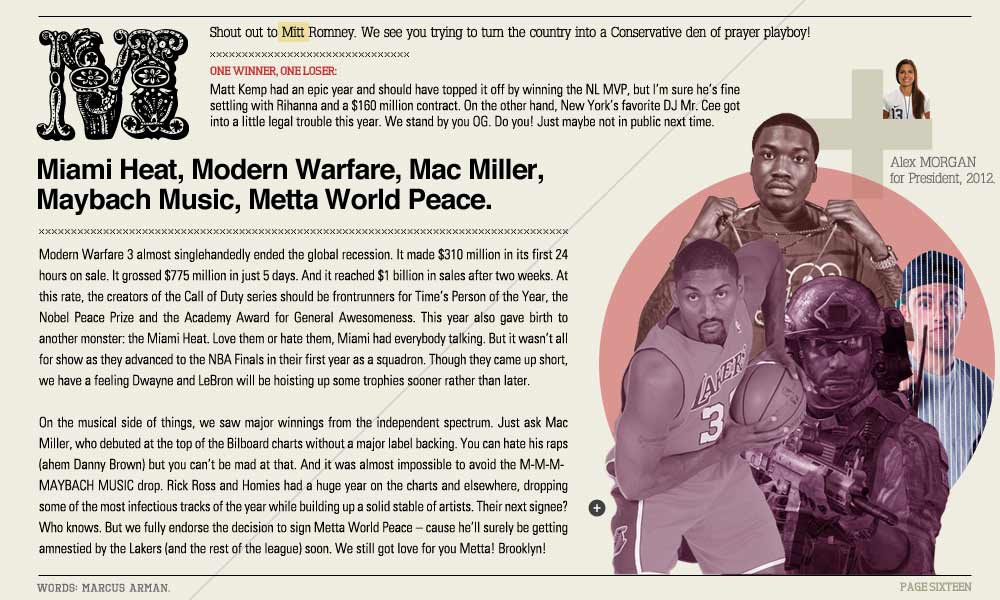 M
Shout out to Mitt Romney. We see you trying to turn the country into a Conservative den of prayer playboy!
ONE WINNER, ONE LOSER:
Matt Kemp had an epic year and should have topped it off by winning the NL MVP, but I'm sure he's fine
settling with Rihanna and a $160 million contract. On the other hand, New York's favorite DJ Mr. Cee got
into a little legal trouble this year. We stand by you OG. Do you! Just maybe not in public next time.
Miami Heat, Modern Warfare, Mac Miller,
Maybach Music, Metta World Peace.
Modern Warfare 3 almost singlehandedly ended the global recession. It made $310 million in its first 24
hours on sale. It grossed $775 million in just 5 days. And it reached $1 billion in sales after two weeks. At
this rate, the creators of the Call of Duty series should be frontrunners for Time's Person of the Year, the
Nobel Peace Prize and the Academy Award for General Awesomeness. This year also gave birth to
another monster: the Miami Heat. Love them or hate them, Miami had everybody talking. But it wasn't all
for show as they advanced to the NBA Finals in their first year as a squadron. Though they came up short,
we have a feeling Dwayne and LeBron will be hoisting up some trophies sooner rather than later.
On the musical side of things, we saw major winnings from the independent spectrum. Just ask Mac
Miller, who debuted at the top of the Bilboard charts without a major label backing. You can hate his raps
(ahem Danny Brown) but you can't be mad at that. And it was almost impossible to avoid the M-M-M-
MAYBACH MUSIC drop. Rick Ross and Homies had a huge year on the charts and elsewhere, dropping
some of the most infectious tracks of the year while building up a solid stable of artists. Their next signee?
Who knows. But we fully endorse the decision to sign Metta World Peace – cause he'll surely be getting
amnestied by the Lakers (and the rest of the league) soon. We still got love for you Metta! Brooklyn!
13
Alex MORGAN
for President, 2012.
LAKERS
3
WORDS: MARCUS ARMAN.
PAGE SIXTEEN